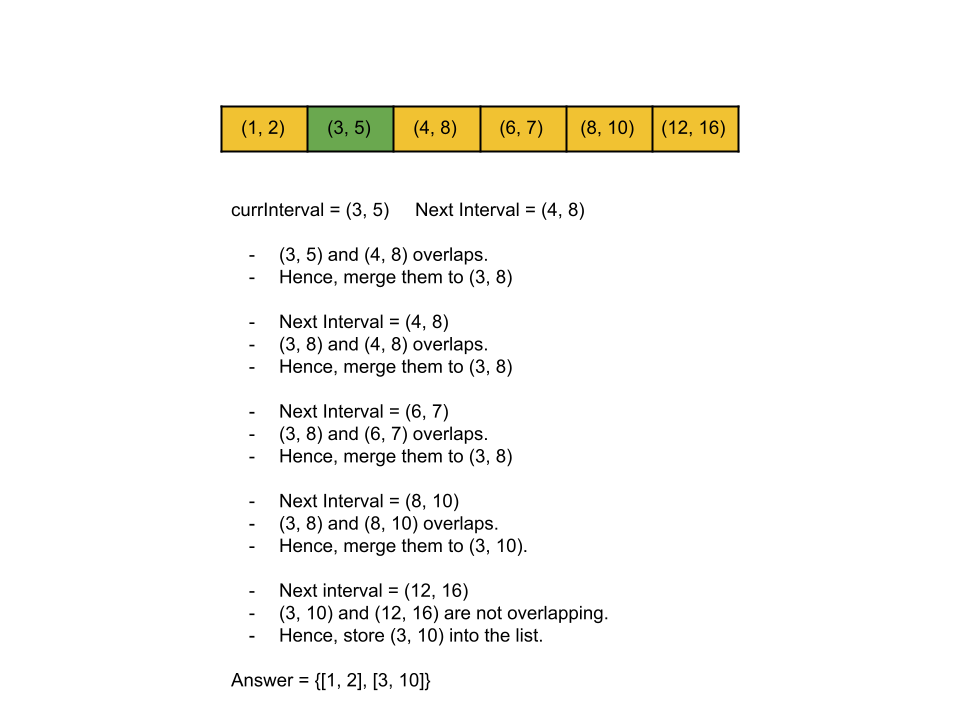 (1, 2) (3, 5) (4, 8) (6, 7) (8, 10) (12, 16)
currInterval = (3, 5) Next Interval = (4, 8)
- (3, 5) and (4, 8) overlaps.
- Hence, merge them to (3, 8)
- Next Interval = (4, 8)
- (3, 8) and (4, 8) overlaps.
- Hence, merge them to (3, 8)
- Next Interval = (6, 7)
- (3, 8) and (6, 7) overlaps.
- Hence, merge them to (3, 8)
- Next Interval = (8, 10)
- (3, 8) and (8, 10) overlaps.
- Hence, merge them to (3, 10).
- Next interval = (12, 16)
- (3, 10) and (12, 16) are not overlapping.
- Hence, store (3, 10) into the list.
Answer = {[1, 2], [3, 10]}